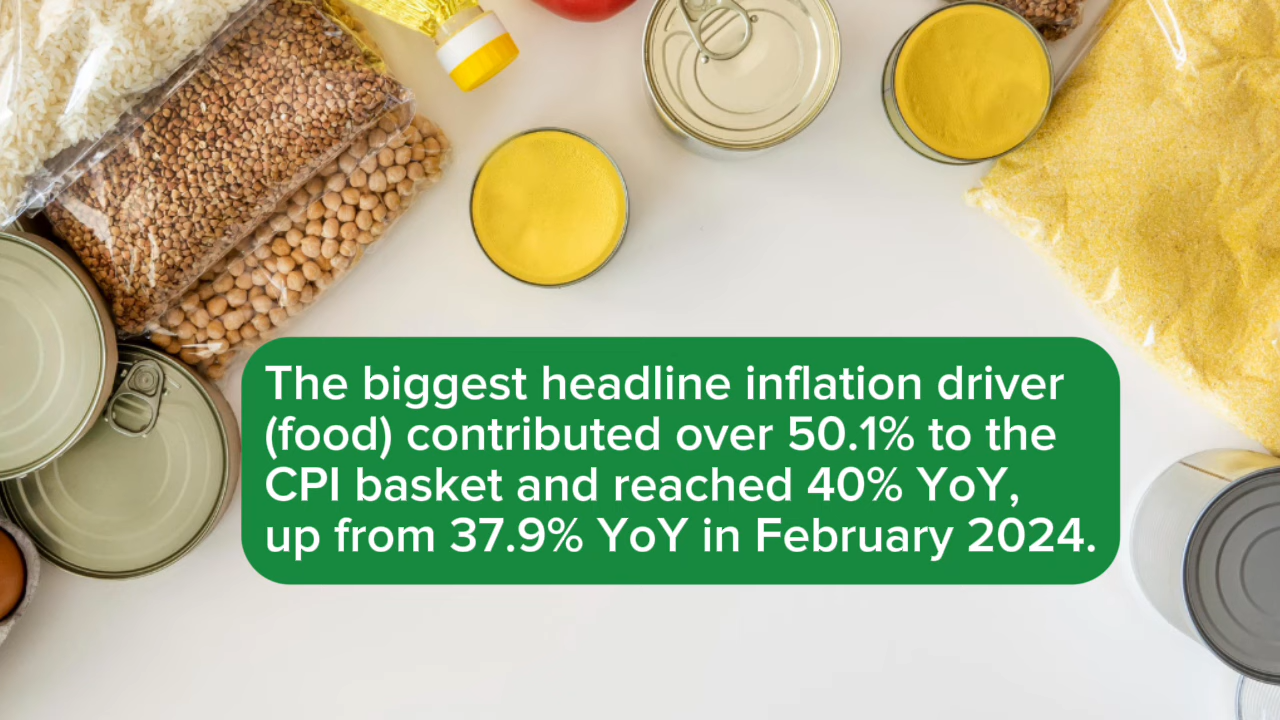 The biggest headline inflation driver
(food) contributed over 50.1% to the
CPI basket and reached 40% YoY,
up from 37.9% YoY in February 2024.